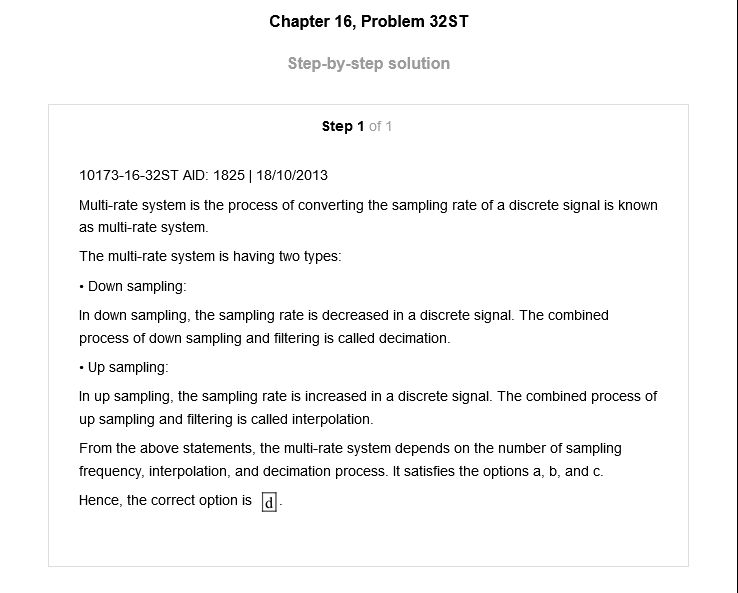 Chapter 16, Problem 32ST
Step-by-step solution
Step 1 of 1
10173-16-32ST AID: 1825 | 18/10/2013
Multi-rate system is the process of converting the sampling rate of a discrete signal is known
as multi-rate system.
The multi-rate system is having two types:
• Down sampling:
In down sampling, the sampling rate is decreased in a discrete signal. The combined
process of down sampling and filtering is called decimation.
• Up sampling:
In up sampling, the sampling rate is increased in a discrete signal. The combined process of
up sampling and filtering is called interpolation.
From the above statements, the multi-rate system depends on the number of sampling
frequency, interpolation, and decimation process. It satisfies the options a, b, and c.
Hence, the correct option is d.